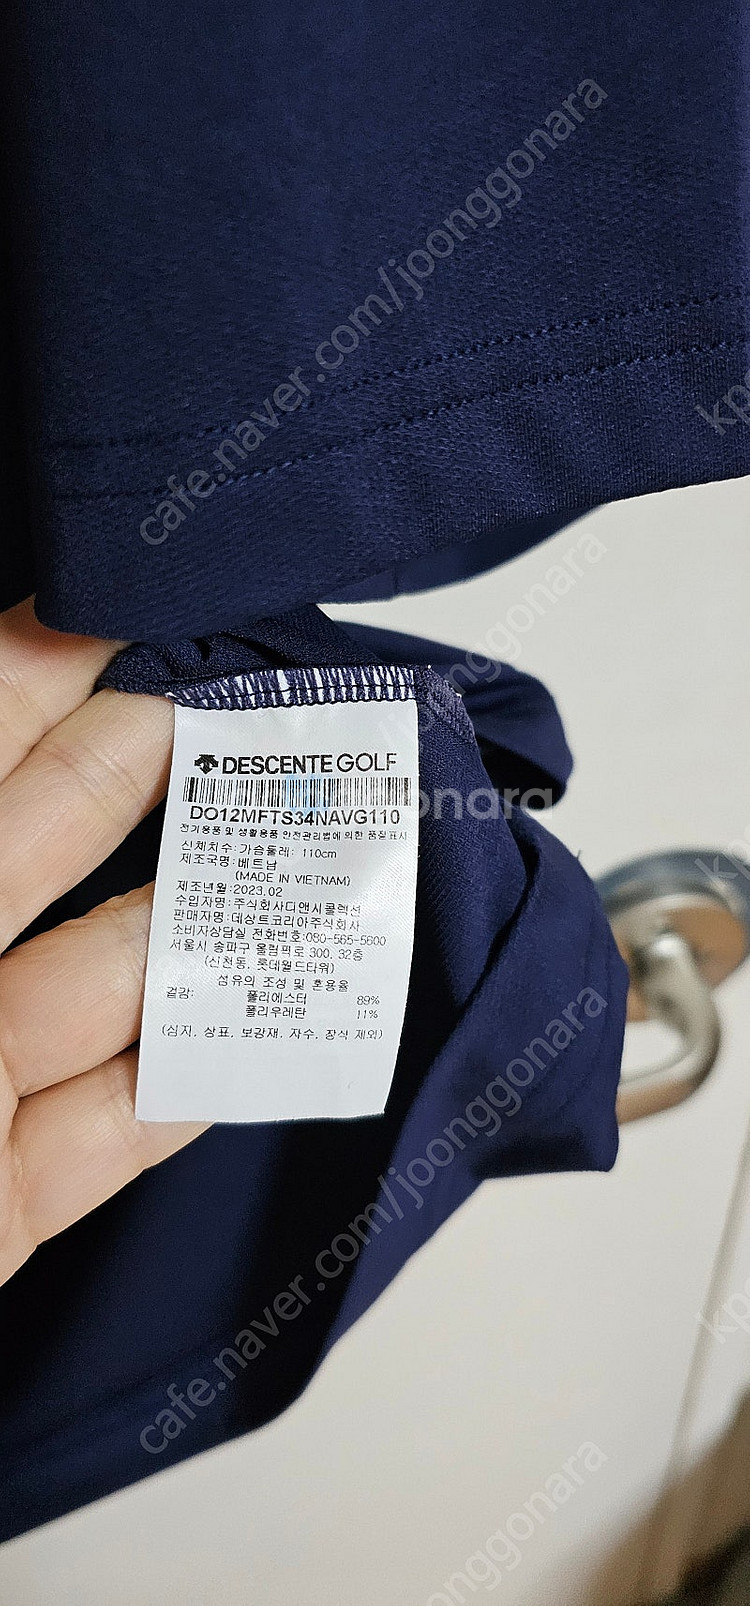 DESCENTE GOLF
DO12MFTS34NAVG110
전기용품 및 생활용품 안전관리법에 의한 품질표시
신체치수:가슴둘레: 110cm
제조국명:베트남
(MADE IN VIETNAM)
제조년월:2023.02
수입자명:주식회사디앤시콜렉션
판매자명:데상트코리아주식회사
소비자상담실 전화번호:080-565-5600
서울시 송파구 올림픽로 300, 32층
(신천동, 롯데월드타워)
섬유의 조성 및 혼용율
겉감: 폴리에스터 89%
폴리우레탄 11%
(심지, 상표, 보강재, 자수, 장식 제외)
cafe.naver.com/joonggonara
joonggonara
onara
cafe.naver.com/joonggonara
joonggonara